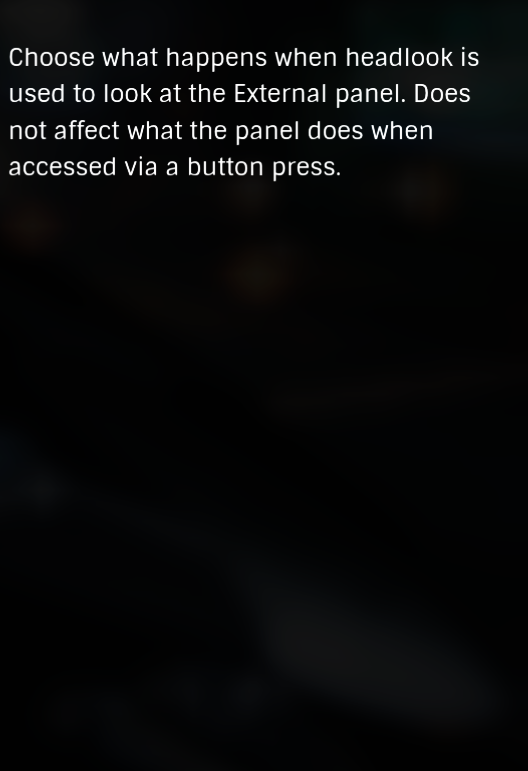 Choose what happens when headlook is
used to look at the External panel. Does
not affect what the panel does when
accessed via a button press.